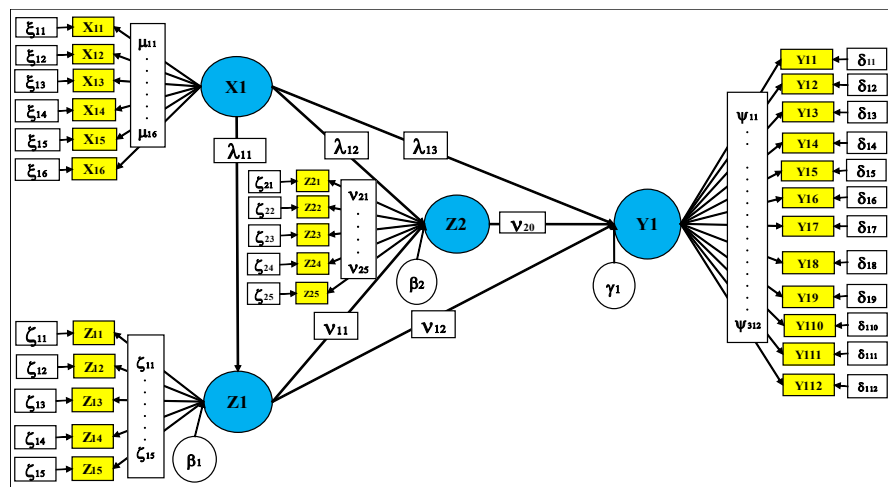 ξ11 X11
ξ12 X12
ξ13 X13
ξ14 X14
ξ15 X15
ξ16 X16
μ11
.
.
.
.
μ16
X1
λ11
λ12
λ13
ζ21 Z21
ζ22 Z22
ζ23 Z23
ζ24 Z24
ζ25 Z25
ν21
.
.
.
ν25
Z2
β2
ν20
Y1
γ1
ν11
ν12
ζ11 Z11
ζ12 Z12
ζ13 Z13
ζ14 Z14
ζ15 Z15
ζ11
.
.
.
.
ζ15
Z1
β1
ψ11
.
.
.
.
.
.
.
.
ψ312
Y11 δ11
Y12 δ12
Y13 δ13
Y14 δ14
Y15 δ15
Y16 δ16
Y17 δ17
Y18 δ18
Y19 δ19
Y110 δ110
Y111 δ111
Y112 δ112